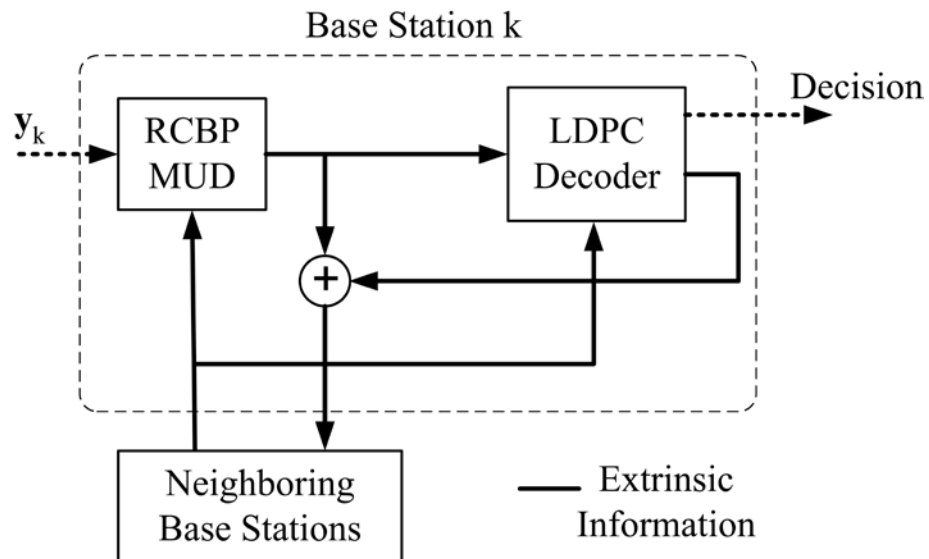 Base Station k
y_k
RCBP
MUD
LDPC
Decoder
Decision
+
Neighboring
Base Stations
Extrinsic
Information